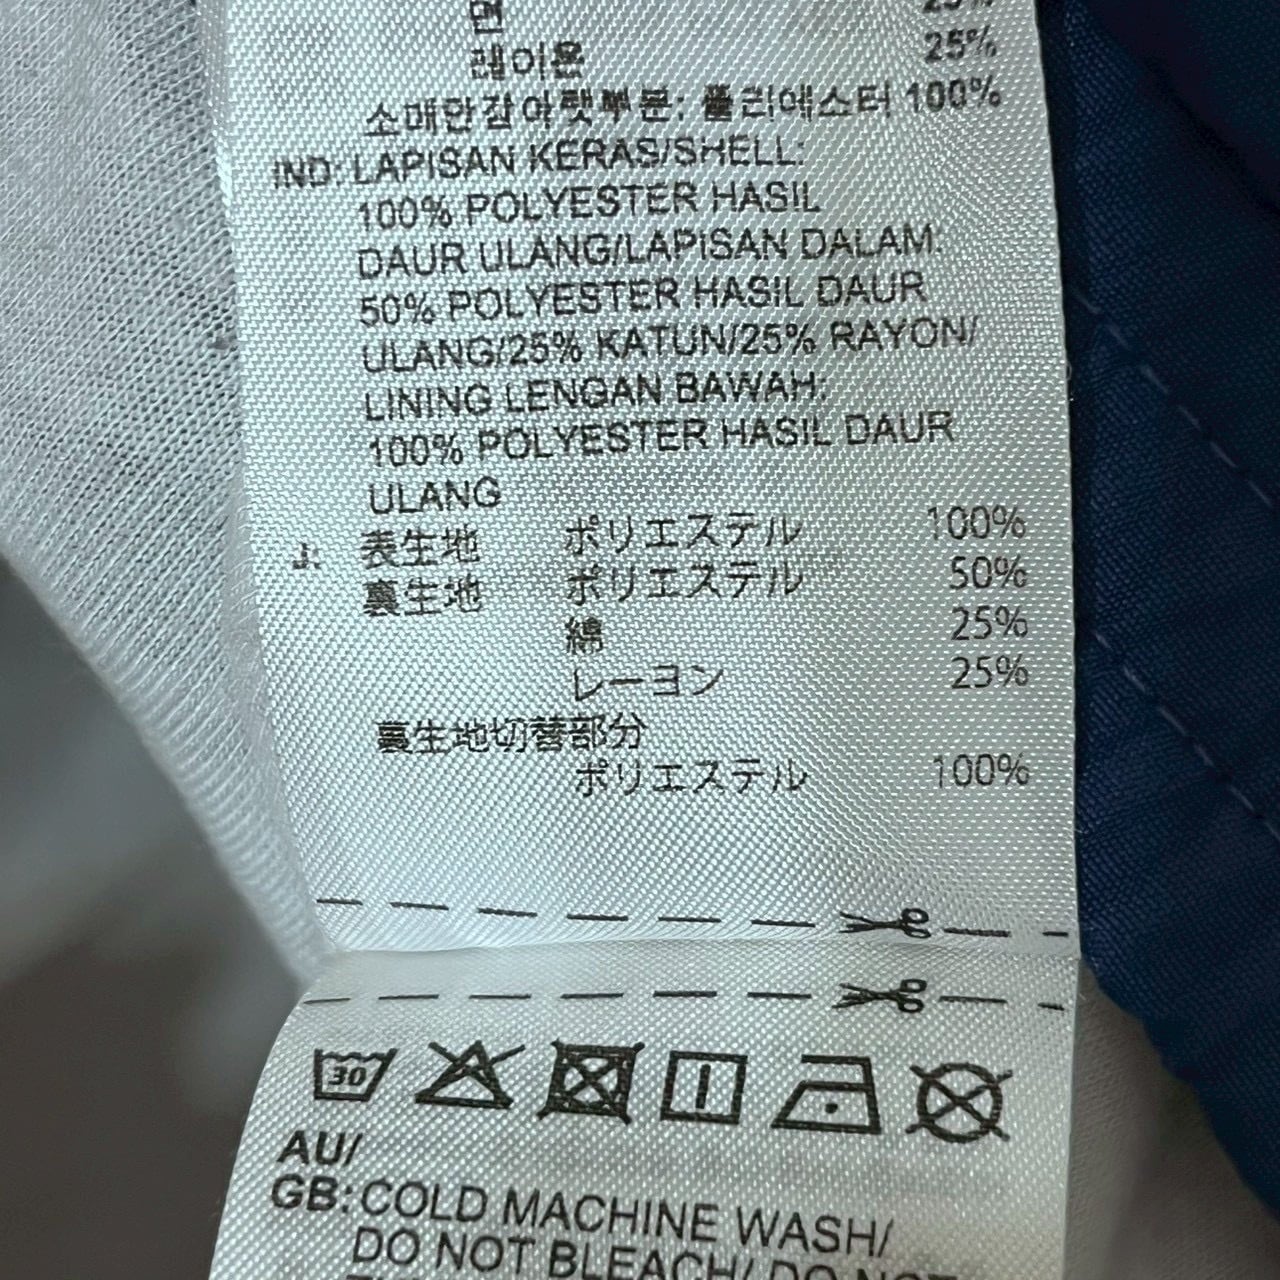 면 25%
레이온 25%
소매안감아랫부분: 폴리에스터 100%
IND: LAPISAN KERAS/SHELL:
100% POLYESTER HASIL
DAUR ULANG/LAPISAN DALAM:
50% POLYESTER HASIL DAUR
ULANG/25% KATUN/25% RAYON/
LINING LENGAN BAWAH:
100% POLYESTER HASIL DAUR
ULANG
J: 表生地 ポリエステル 100%
裏生地 ポリエステル 50%
綿 25%
レーヨン 25%
裏生地切替部分
ポリエステル 100%
30
AU/
GB: COLD MACHINE WASH/
DO NOT BLEACH/ DO NOT